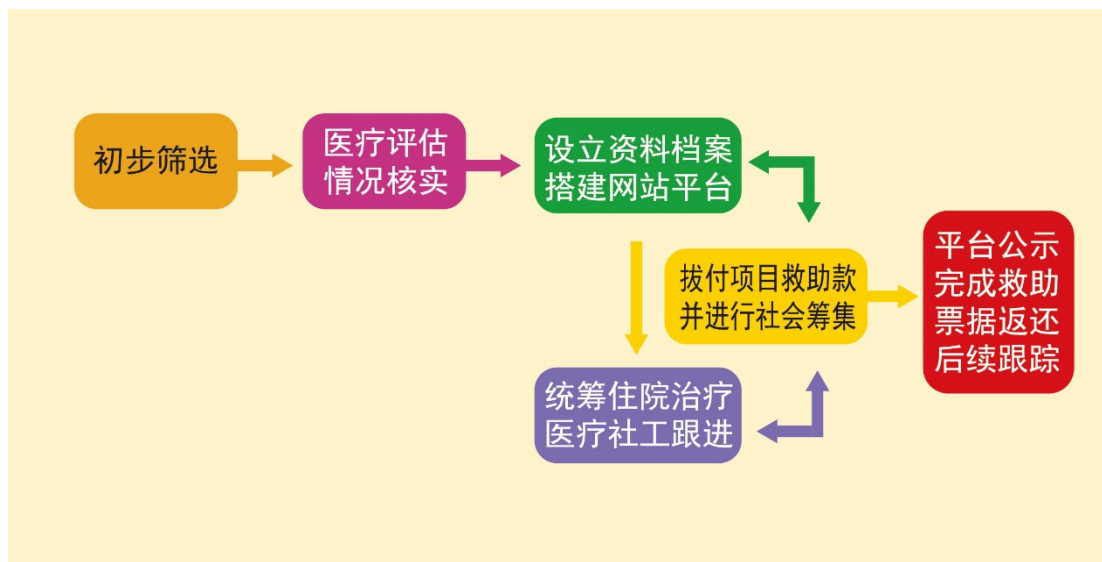 初步筛选
医疗评估
情况核实
设立资料档案
搭建网站平台
拔付项目救助款
并进行社会筹集
统筹住院治疗
医疗社工跟进
平台公示
完成救助
票据返还
后续跟踪